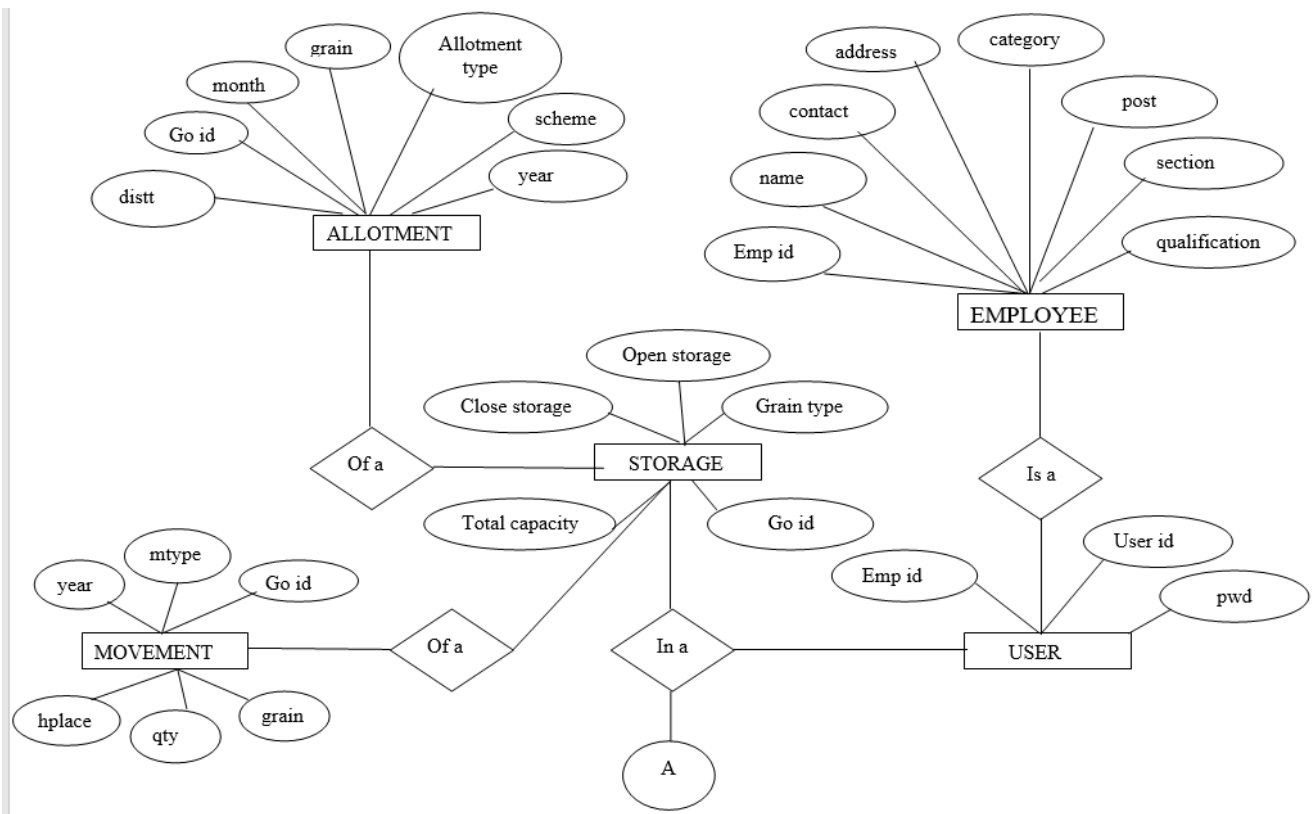 grain
Allotment
type
month
scheme
Go id
year
distt
ALLOTMENT
category
address
post
contact
section
name
qualification
Emp id
EMPLOYEE
Open storage
Close storage
Grain type
STORAGE
Of a
Is a
Total capacity
Go id
User id
Emp id
pwd
USER
mtype
year
Go id
MOVEMENT
Of a
In a
hplace
qty
grain
A